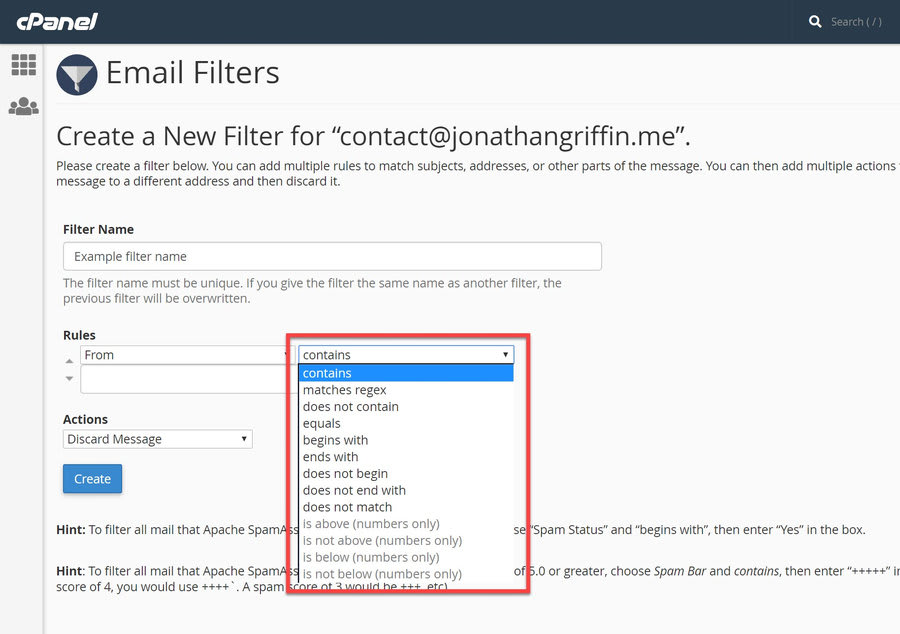 cPanel
Search ( / )
Email Filters
Create a New Filter for “contact@jonathangriffin.me”.
Please create a filter below. You can add multiple rules to match subjects, addresses, or other parts of the message. You can then add multiple actions
message to a different address and then discard it.
Filter Name
Example filter name
The filter name must be unique. If you give the filter the same name as another filter, the
previous filter will be overwritten.
Rules
From
contains
contains
matches regex
does not contain
equals
begins with
ends with
does not begin
does not end with
does not match
is above (numbers only)
is not above (numbers only)
is below (numbers only)
is not below (numbers only)
Actions
Discard Message
Create
Hint: To filter all mail that Apache SpamAss
se “Spam Status” and “begins with”, then enter “Yes” in the box.
Hint: To filter all mail that Apache SpamAss
of 5.0 or greater, choose Spam Bar and contains, then enter “+++++” in
score of 4, you would use ++++`. A spam score of 3 would be +++, etc)